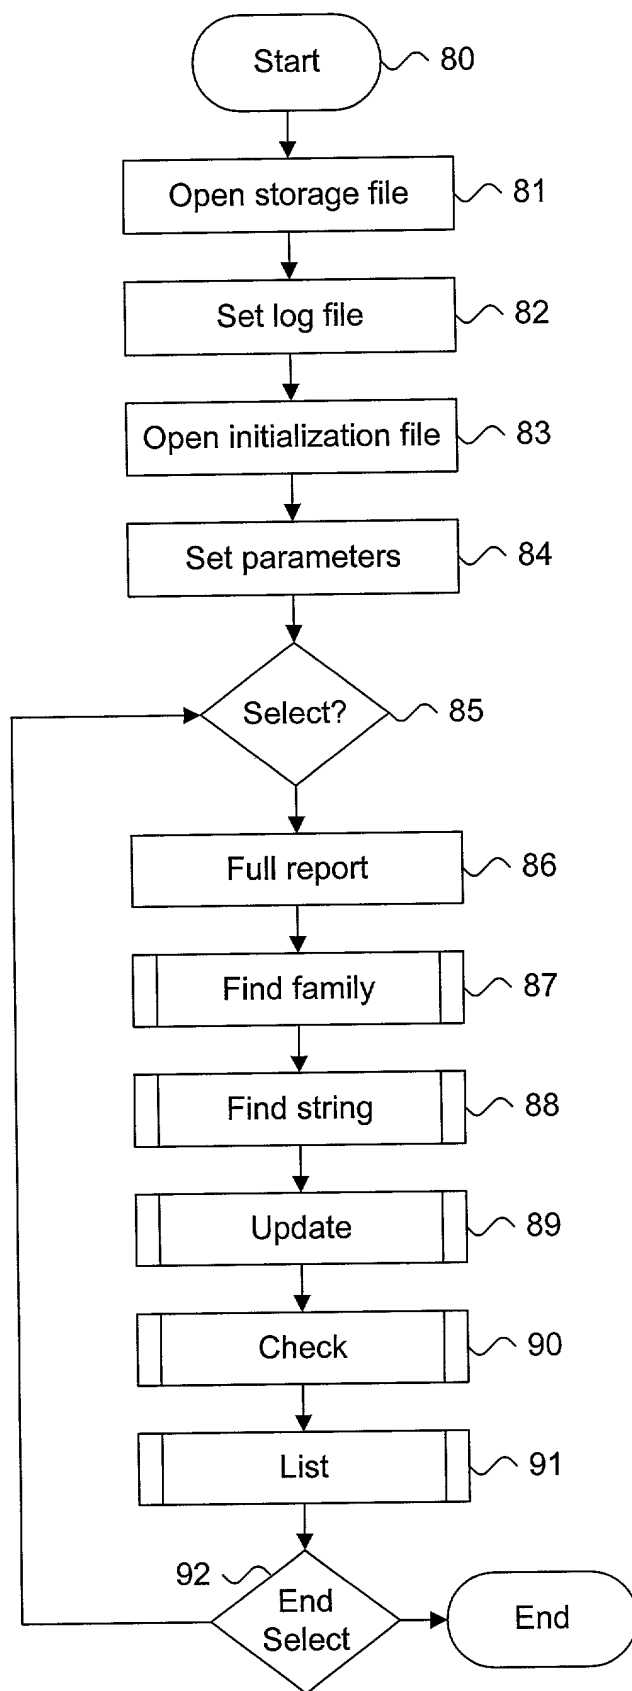 Start 80
Open storage file 81
Set log file 82
Open initialization file 83
Set parameters 84
Select? 85
Full report 86
Find family 87
Find string 88
Update 89
Check 90
List 91
92
End
Select
End